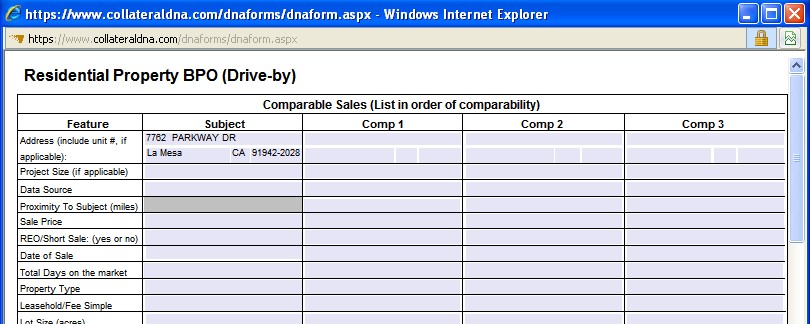 https://www.collateraldna.com/dnaforms/dnaform.aspx - Windows Internet Explorer
https://www.collateraldna.com/dnaforms/dnaform.aspx
Residential Property BPO (Drive-by)
Comparable Sales (List in order of comparability)
Feature Subject Comp 1 Comp 2 Comp 3
Address (include unit #, if 7762 PARKWAY DR
applicable): La Mesa CA 91942-2028
Project Size (if applicable)
Data Source
Proximity To Subject (miles)
Sale Price
REO/Short Sale: (yes or no)
Date of Sale
Total Days on the market
Property Type
Leasehold/Fee Simple
Lot Size (acres)